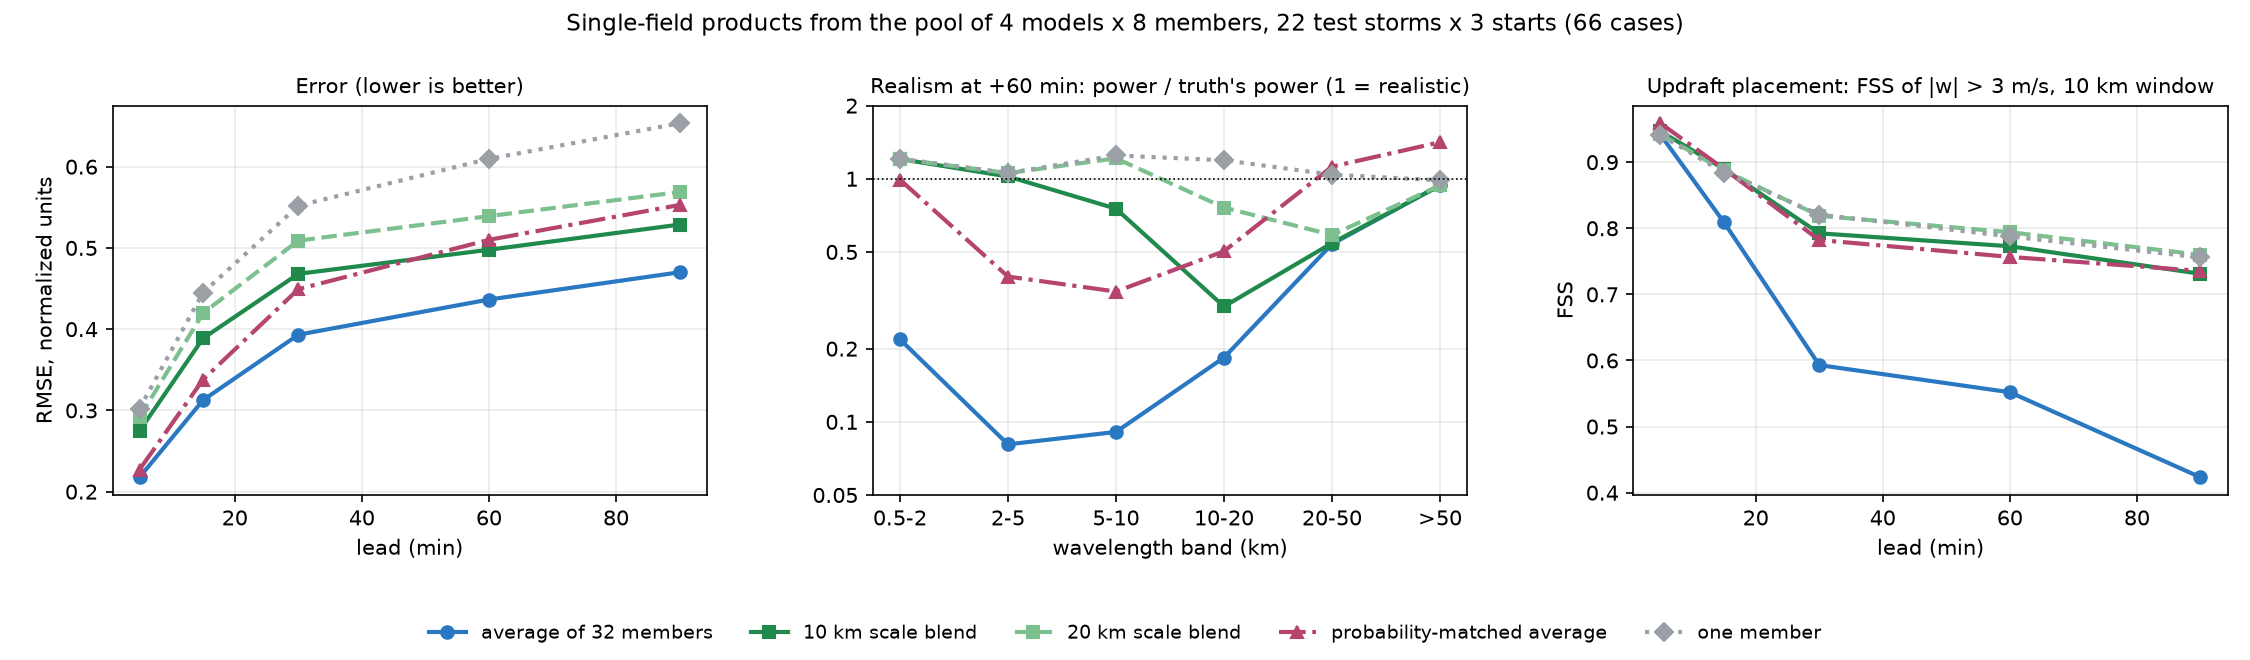 Single-field products from the pool of 4 models x 8 members, 22 test storms x 3 starts (66 cases)
Error (lower is better)
RMSE, normalized units
0.6
0.5
0.4
0.3
0.2
20 40 60 80
lead (min)
Realism at +60 min: power / truth's power (1 = realistic)
2
1
0.5
0.2
0.1
0.05
0.5-2 2-5 5-10 10-20 20-50 >50
wavelength band (km)
Updraft placement: FSS of |w| > 3 m/s, 10 km window
FSS
0.9
0.8
0.7
0.6
0.5
0.4
20 40 60 80
lead (min)
average of 32 members 10 km scale blend 20 km scale blend probability-matched average one member